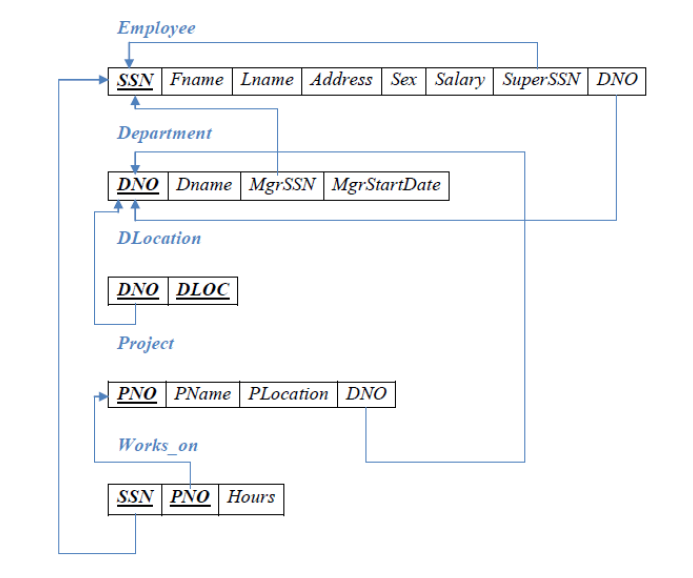 Employee
SSN Fname Lname Address Sex Salary SuperSSN DNO
Department
DNO Dname MgrSSN MgrStartDate
DLocation
DNO DLOC
Project
PNO PName PLocation DNO
Works_on
SSN PNO Hours